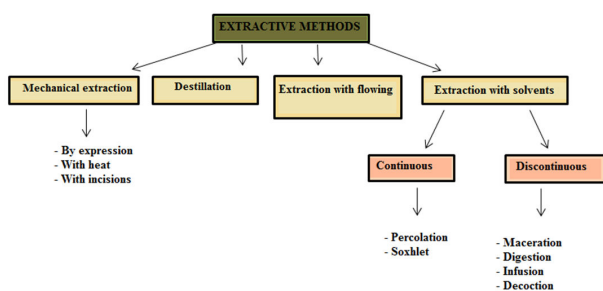 EXTRACTIVE METHODS
Mechanical extraction
Destillation
Extraction with flowing
Extraction with solvents
- By expression
- With heat
- With incisions
Continuous
Discontinuous
- Percolation
- Soxhlet
- Maceration
- Digestion
- Infusion
- Decoction